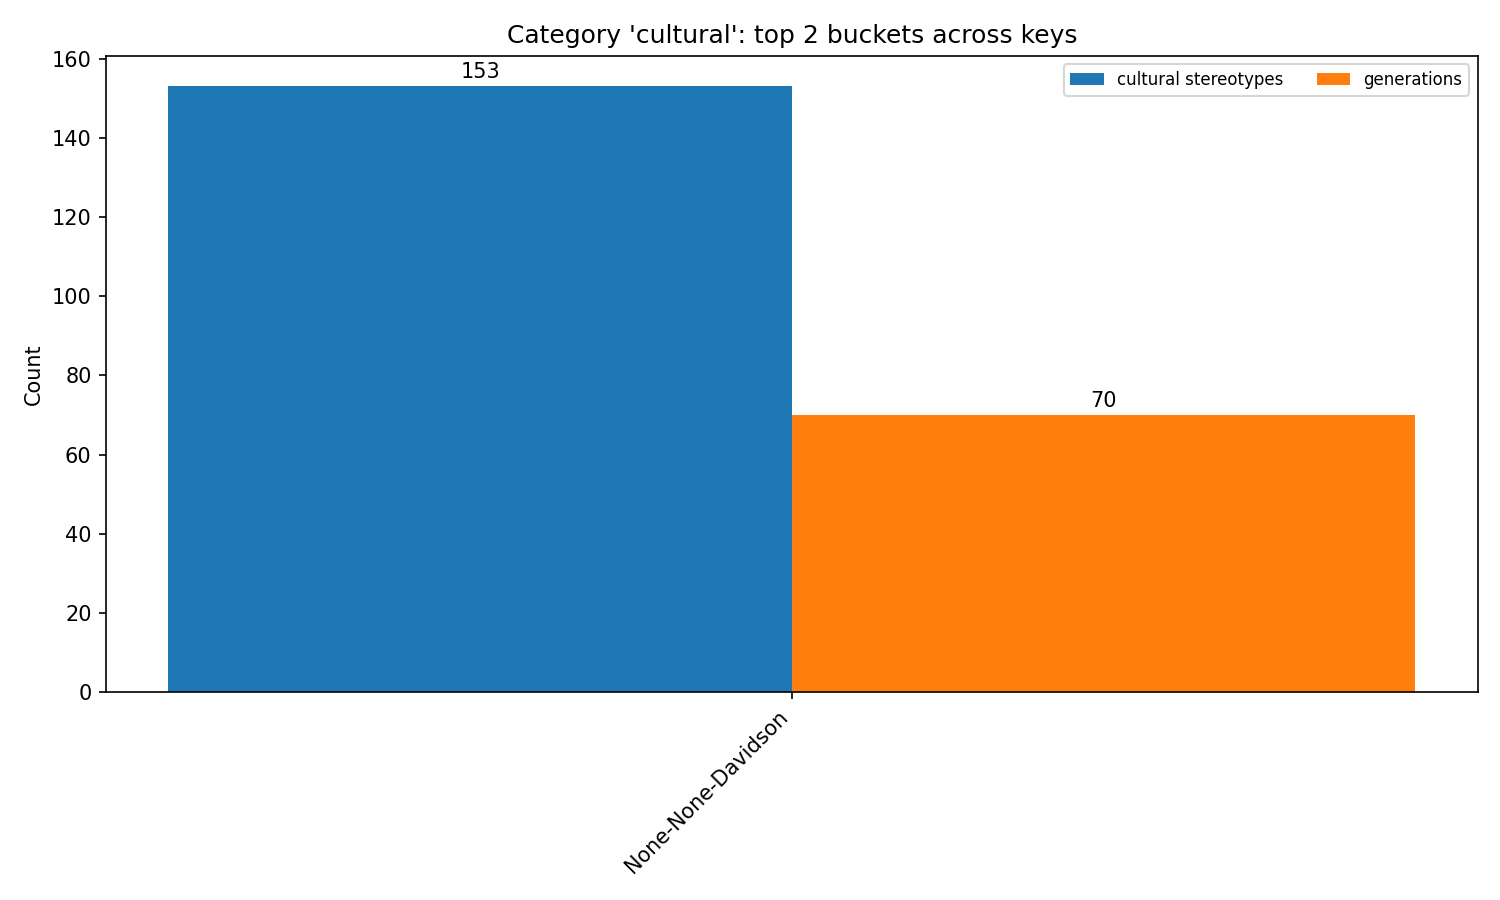 Category 'cultural': top 2 buckets across keys
cultural stereotypes generations
160
140
120
100
80
60
40
20
0
Count
153
70
None-None-Davidson